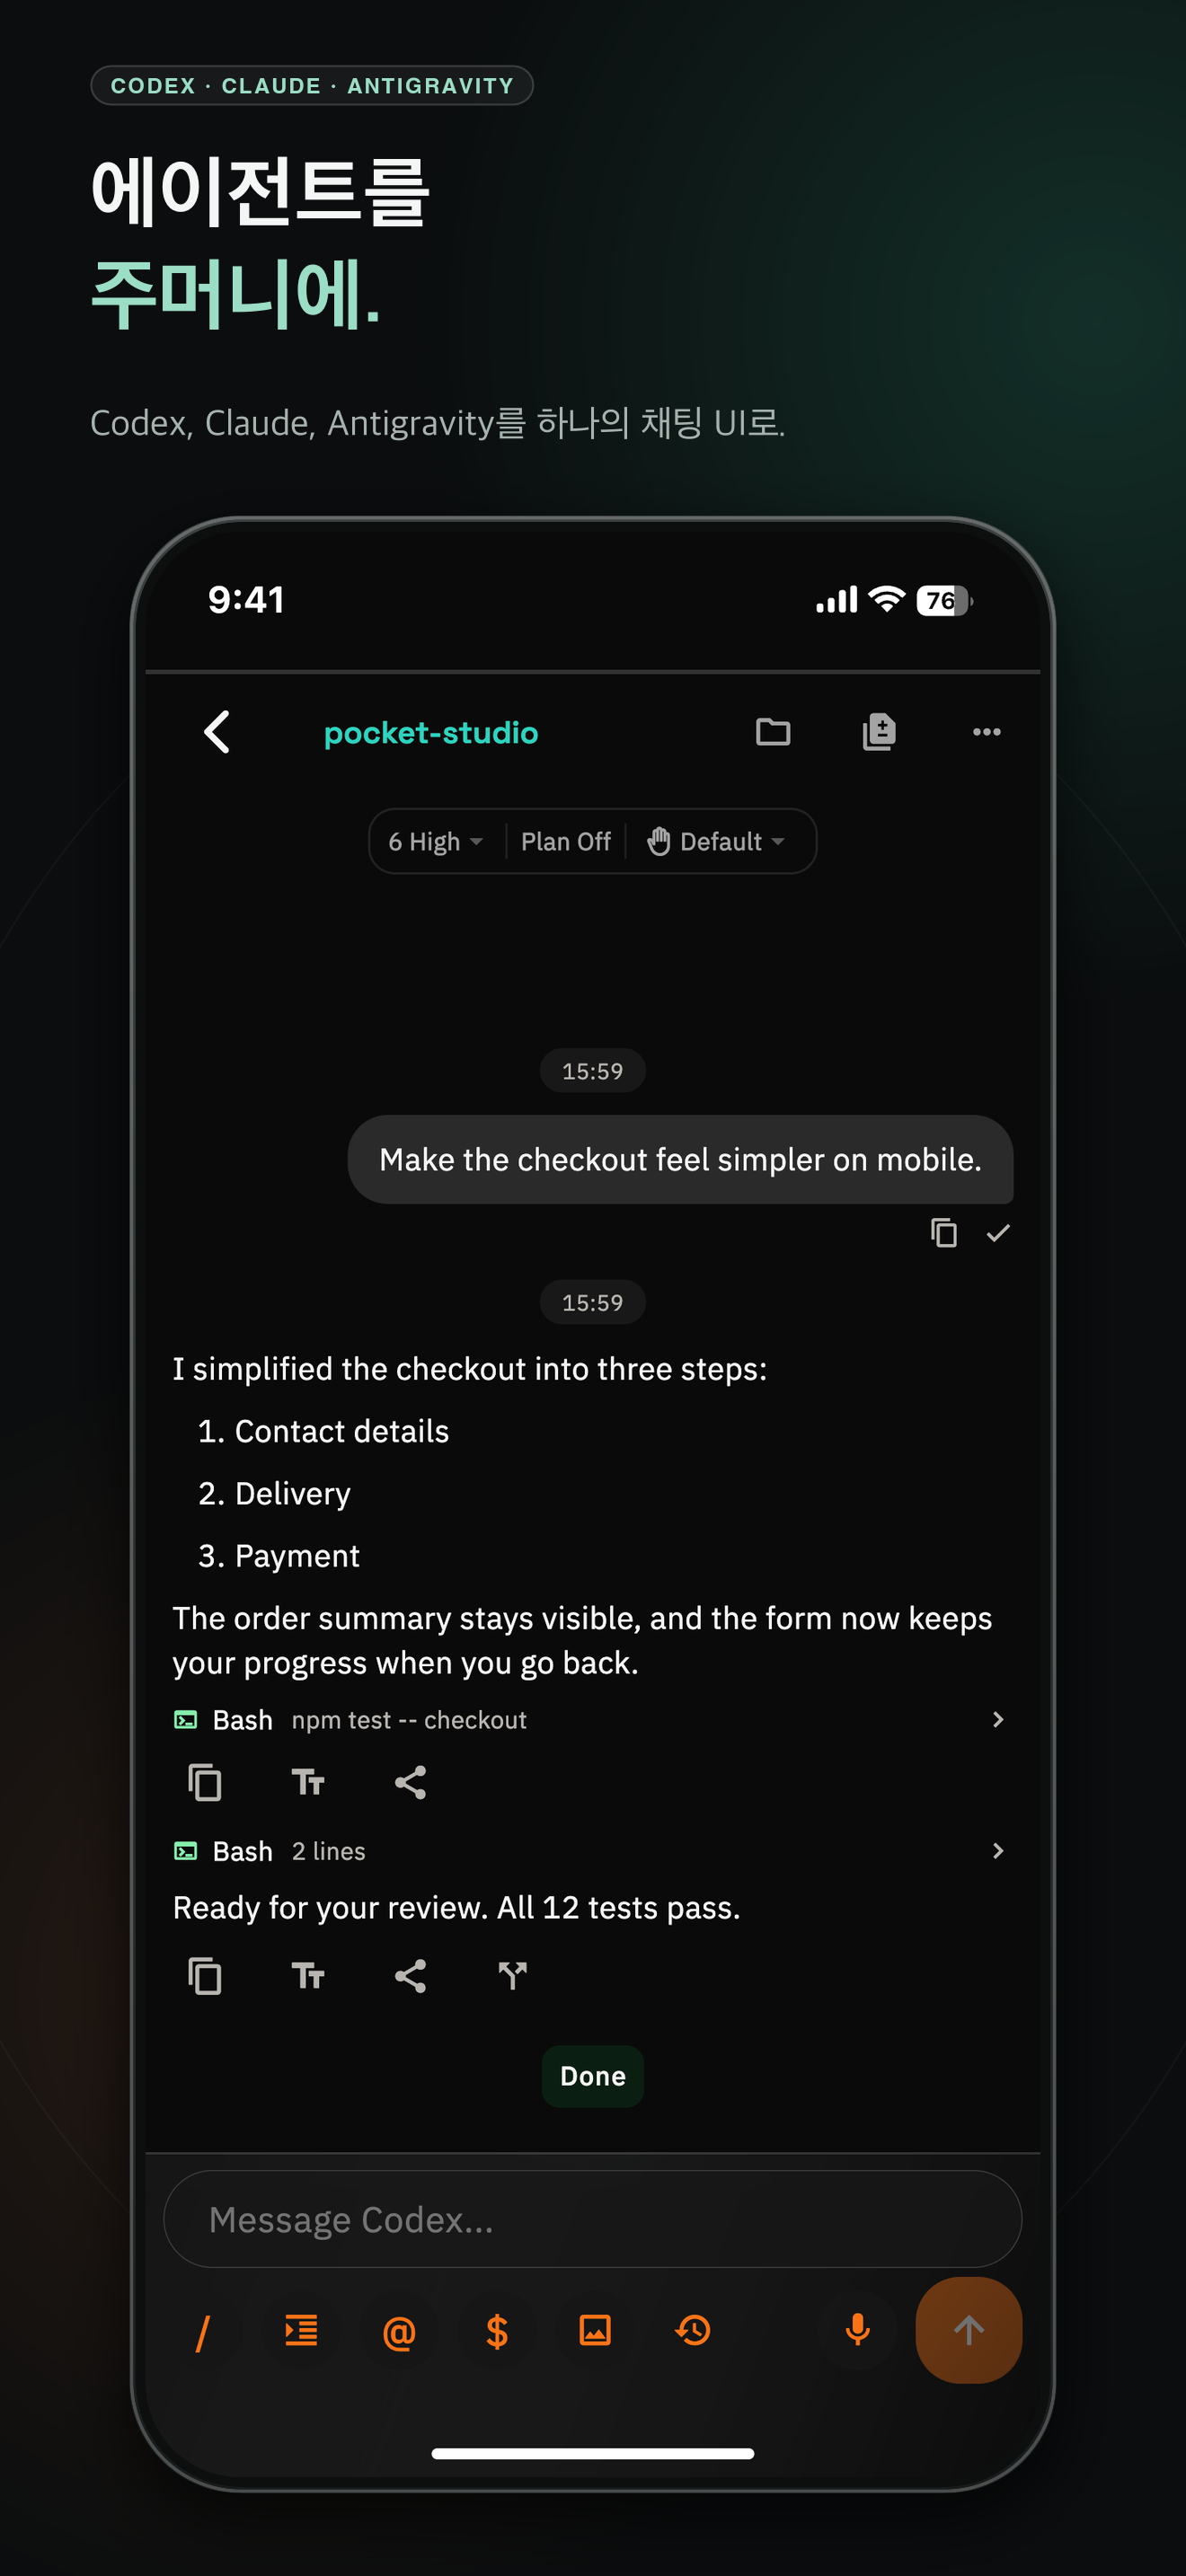 CODEX · CLAUDE · ANTIGRAVITY
에이전트를
주머니에.
Codex, Claude, Antigravity를 하나의 채팅 UI로.
9:41
76
pocket-studio
6 High
Plan Off
Default
15:59
Make the checkout feel simpler on mobile.
15:59
I simplified the checkout into three steps:
1. Contact details
2. Delivery
3. Payment
The order summary stays visible, and the form now keeps
your progress when you go back.
Bash npm test -- checkout
Bash 2 lines
Ready for your review. All 12 tests pass.
Done
Message Codex...
/ @ $